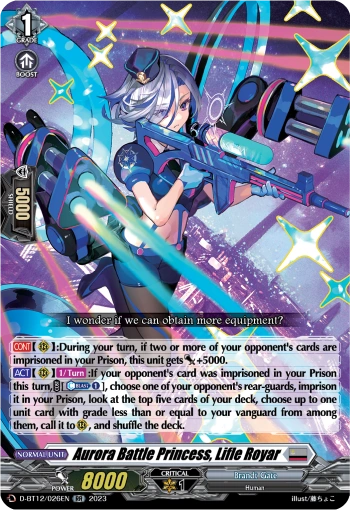 1
GRADE
BOOST
5000
SHIELD
I wonder if we can obtain more equipment?
CONT【】:During your turn, if two or more of your opponent's cards are
imprisoned in your Prison, this unit gets +5000.
ACT【】1/Turn:If your opponent's card was imprisoned in your Prison
this turn,[BLAST 1], choose one of your opponent's rear-guards, imprison
it in your Prison, look at the top five cards of your deck, choose up to one
unit card with grade less than or equal to your vanguard from among
them, call it to, and shuffle the deck.
NORMAL UNIT
Aurora Battle Princess, Lifle Royar
POWER 8000
CRITICAL
1
Brandt Gate
Human
D-BT12/026EN RR 2023
illust/藤ちょこ